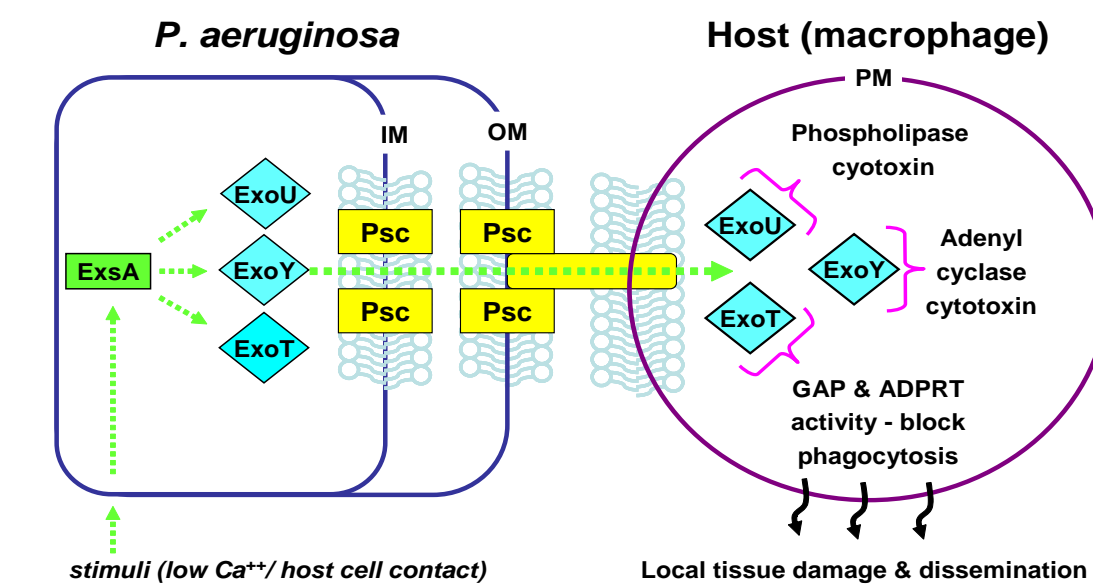 P. aeruginosa
Host (macrophage)
PM
IM
OM
Phospholipase
cyotoxin
ExoU
Psc
Psc
ExoU
ExsA
ExoY
ExoY
Adenyl
cyclase
cytotoxin
Psc
Psc
ExoT
ExoT
GAP & ADPRT
activity - block
phagocytosis
stimuli (low Ca⁺⁺/ host cell contact)
Local tissue damage & dissemination